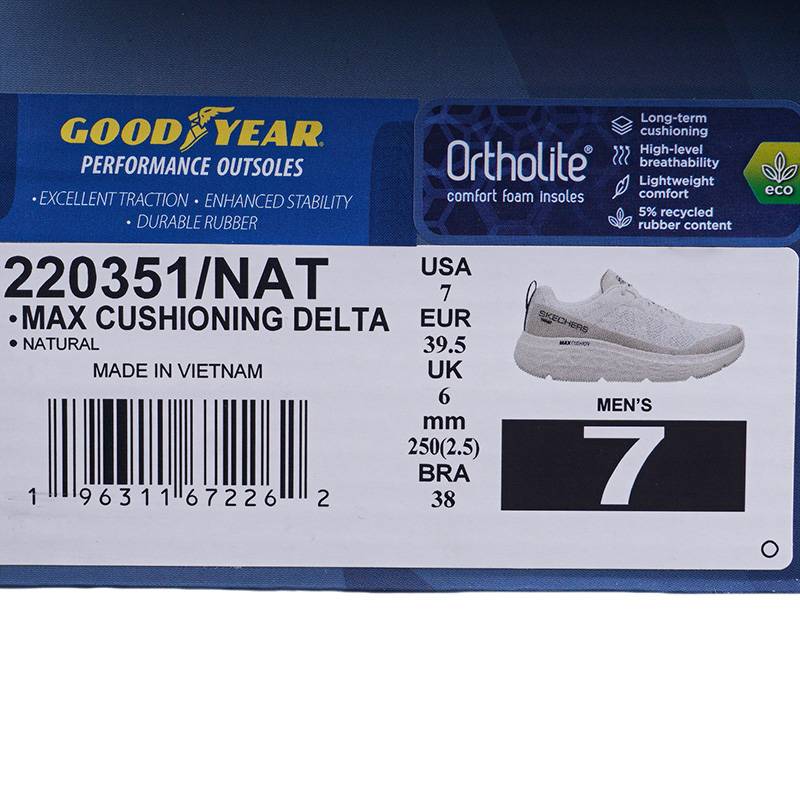 GOOD YEAR
PERFORMANCE OUTSOLES
• EXCELLENT TRACTION • ENHANCED STABILITY
• DURABLE RUBBER
Ortholite®
comfort foam insoles
Long-term
cushioning
High-level
breathability
Lightweight
comfort
5% recycled
rubber content
eco
220351/NAT
•MAX CUSHIONING DELTA
• NATURAL
MADE IN VIETNAM
1 96311 67226 2
USA
7
EUR
39.5
UK
6
mm
250(2.5)
BRA
38
SKECHERS
MAX CUSHION
MEN'S
7